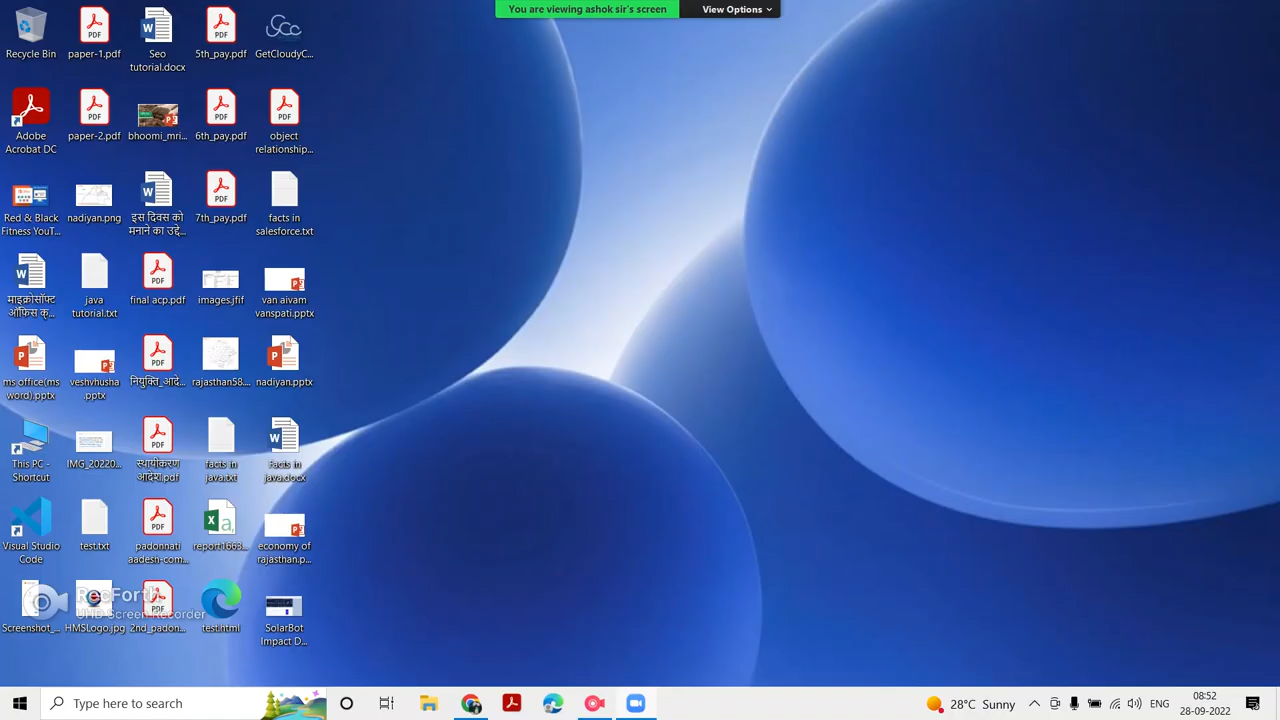 You are viewing ashok sir's screen
View Options
Recycle Bin
paper-1.pdf
Seo tutorial.docx
5th_pay.pdf
GetCloudyC...
Adobe Acrobat DC
paper-2.pdf
bhoomi_mri...
6th_pay.pdf
object relationship...
Red & Black Fitness YouT...
nadiyan.png
इस दिवस को मनाने का उद्दे...
7th_pay.pdf
facts in salesforce.txt
माइक्रोसॉफ्ट ऑफिस क्...
java tutorial.txt
final acp.pdf
images.jfif
van aivam vanspati.pptx
ms office(ms word).pptx
veshvhusha .pptx
नियुक्ति_आदे...
rajasthan58....
nadiyan.pptx
This PC - Shortcut
IMG_20220...
स्थायीकरण आदेश.pdf
facts in java.txt
Facts in java.docx
Visual Studio Code
test.txt
padonnati aadesh-com...
report1663...
economy of rajasthan.p...
RecForth
UHD Screen Recorder
Screenshot_...
HMSLogo.jpg
2nd_padon...
test.html
SolarBot Impact D...
Type here to search
28°C Sunny
ENG
08:52
28-09-2022